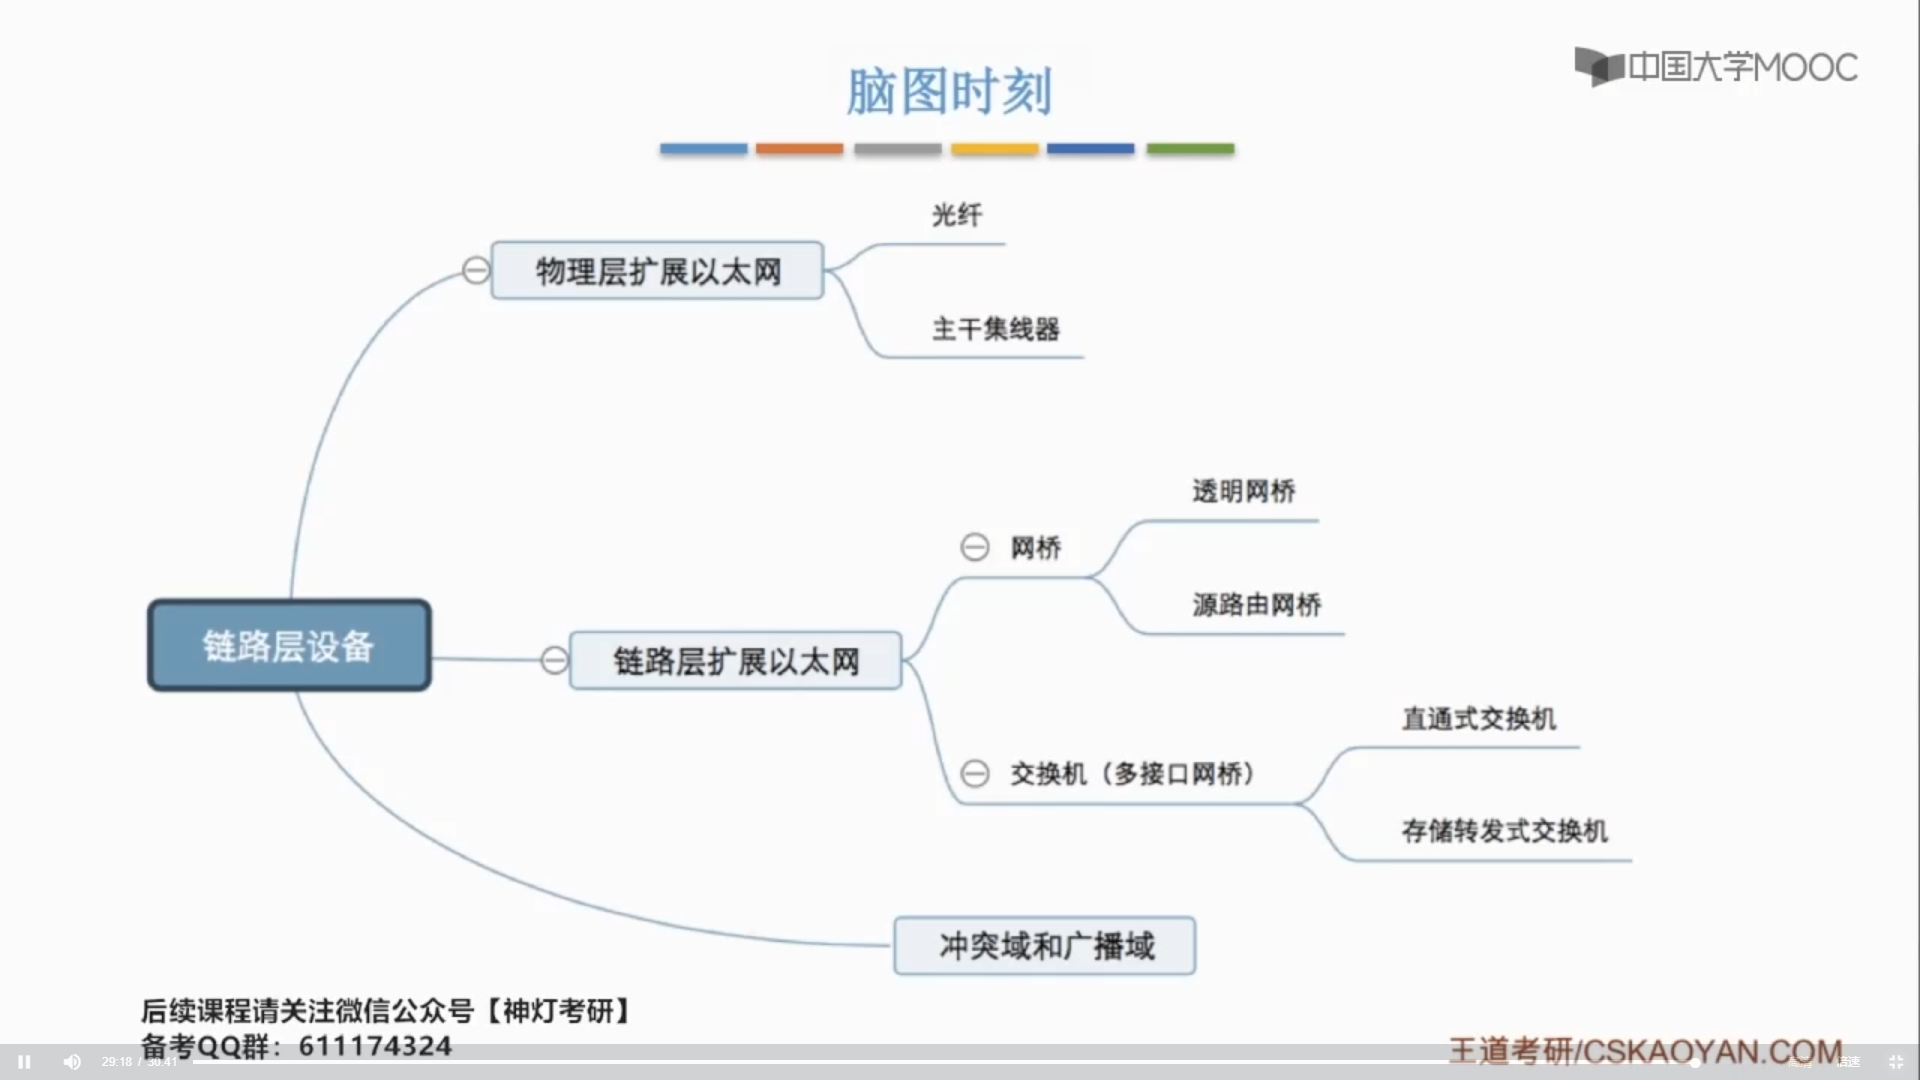 中国大学MOOC
脑图时刻
光纤
物理层扩展以太网
主干集线器
透明网桥
网桥
源路由网桥
链路层设备
链路层扩展以太网
直通式交换机
交换机（多接口网桥）
存储转发式交换机
冲突域和广播域
后续课程请关注微信公众号【神灯考研】
备考QQ群：611174324
王道考研/CSKAOYAN.COM
29:18 / 30:41
高清
倍速